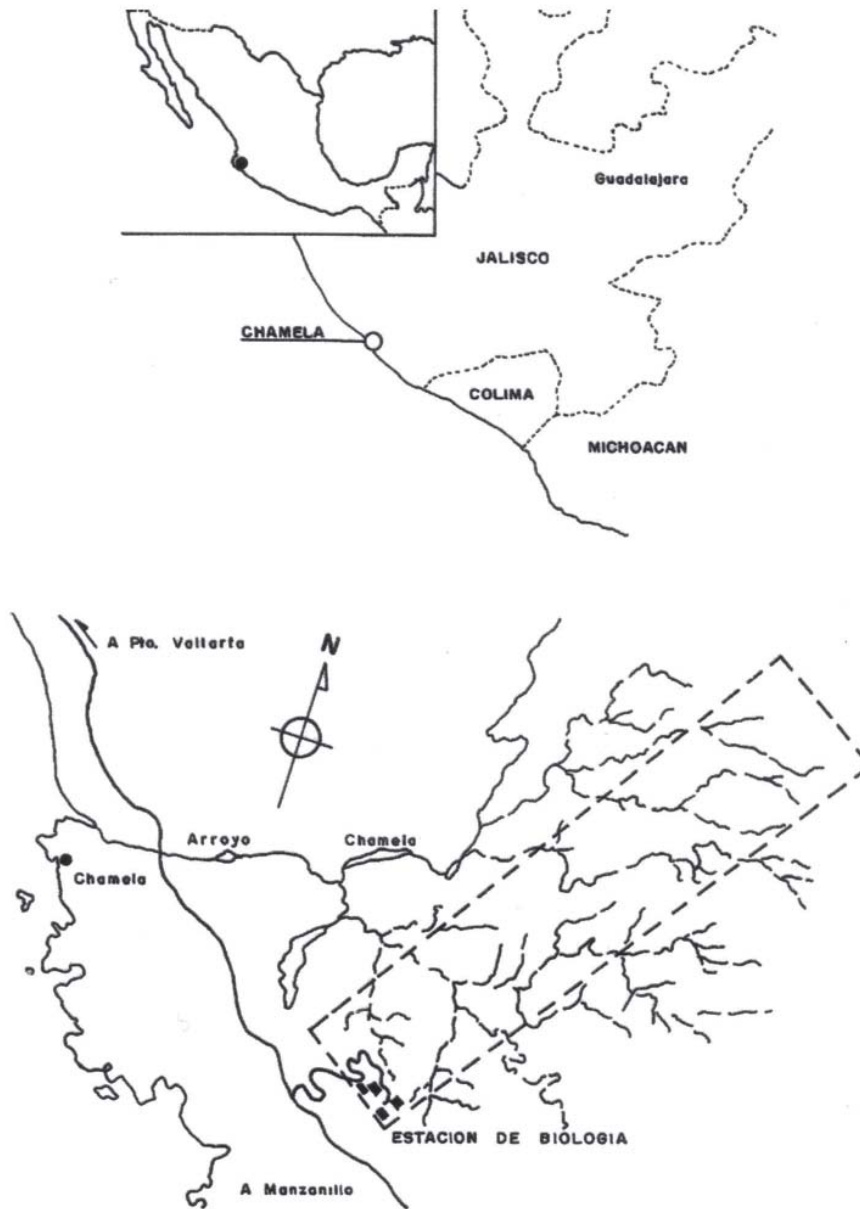 Guadalajara
JALISCO
CHAMELA
COLIMA
MICHOACAN
A Pto. Vallarta
N
Arroyo
Chamela
Chamela
ESTACION DE BIOLOGIA
A Manzanillo